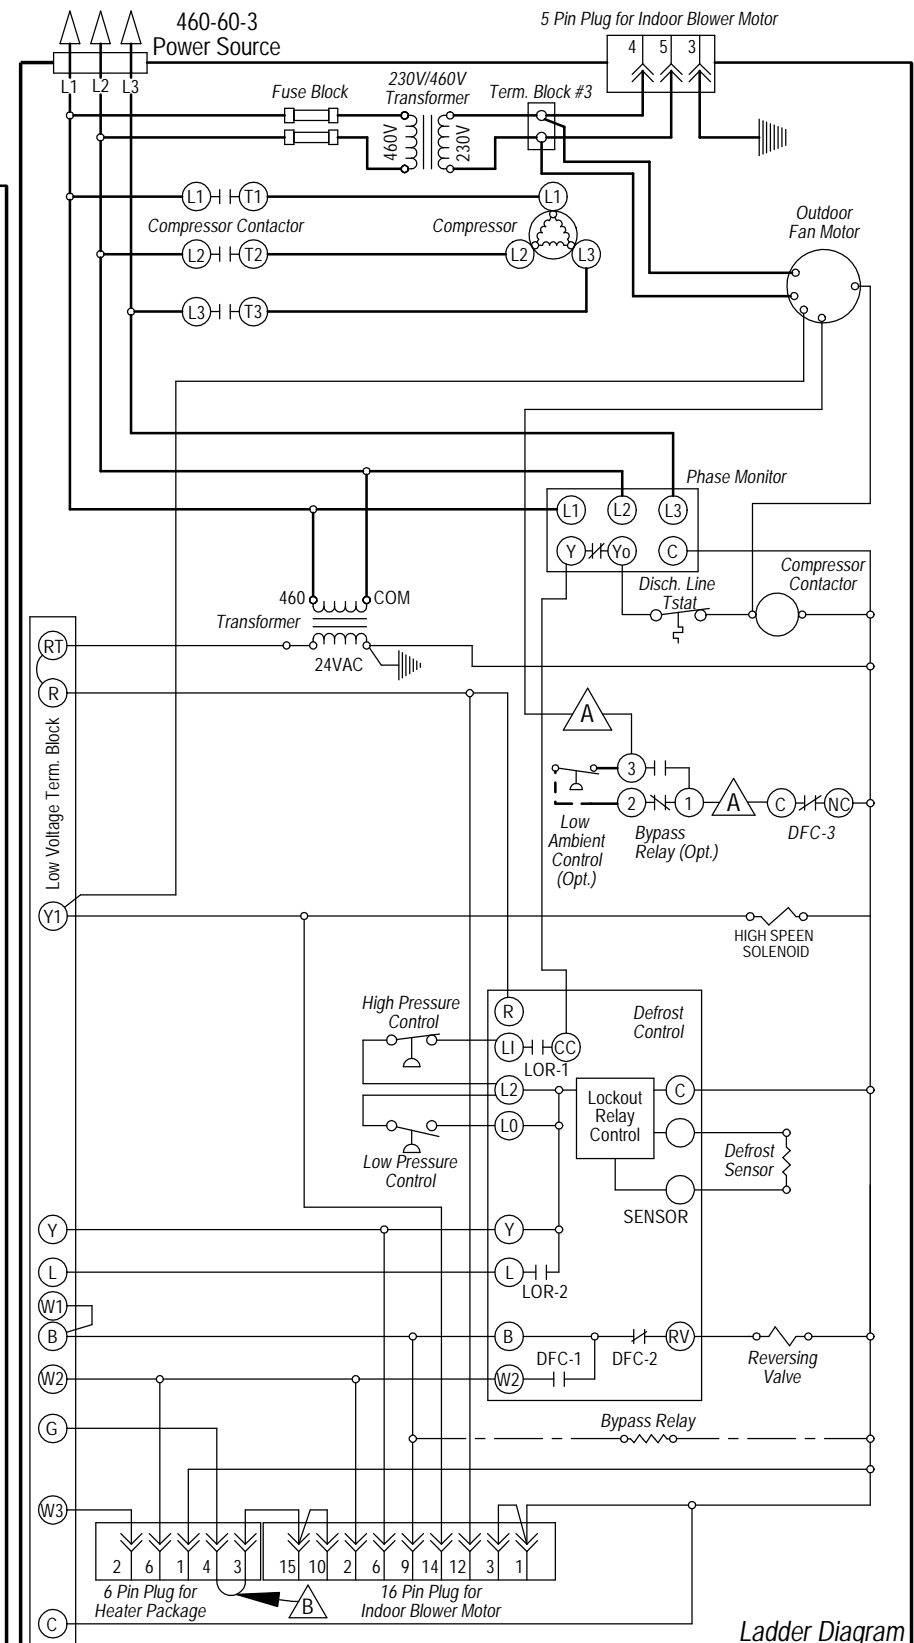 460-60-3
Power Source
5 Pin Plug for Indoor Blower Motor
4 5 3
L1 L2 L3
Fuse Block
230V/460V
Transformer
Term. Block #3
460V
230V
L1 T1
L1
Compressor Contactor
Compressor
L2 T2
L2
L3
L3 T3
Outdoor
Fan Motor
Phase Monitor
L1 L2 L3
Y Yo C
Disch. Line
Tstat
Compressor
Contactor
460
COM
Transformer
24VAC
RT
R
Low Voltage Term. Block
A
3
2
1
A
C
NC
Low
Ambient
Control
(Opt.)
Bypass
Relay (Opt.)
DFC-3
Y1
HIGH SPEEN
SOLENOID
High Pressure
Control
R
Defrost
Control
LI
CC
LOR-1
L2
Lockout
Relay
Control
C
L0
Low Pressure
Control
Defrost
Sensor
SENSOR
Y
Y
L
L
LOR-2
W1
B
B
DFC-1
DFC-2
RV
Reversing
Valve
W2
W2
G
Bypass Relay
W3
2 6 1 4 3
15 10 2 6 9 14 12 3 1
6 Pin Plug for
Heater Package
B
16 Pin Plug for
Indoor Blower Motor
C
Ladder Diagram